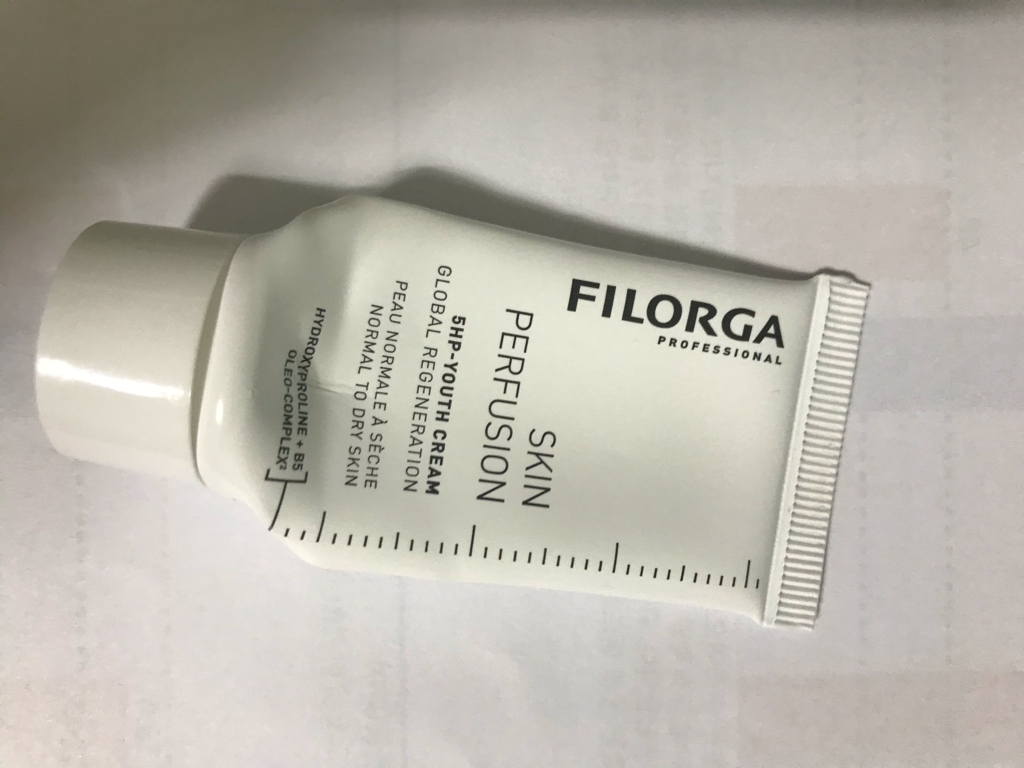 FILORGA
PROFESSIONAL
SKIN
PERFUSION
5HP-YOUTH CREAM
GLOBAL REGENERATION
PEAU NORMALE À SÈCHE
NORMAL TO DRY SKIN
HYDROXYPROLINE + B5
OLEO-COMPLEX²